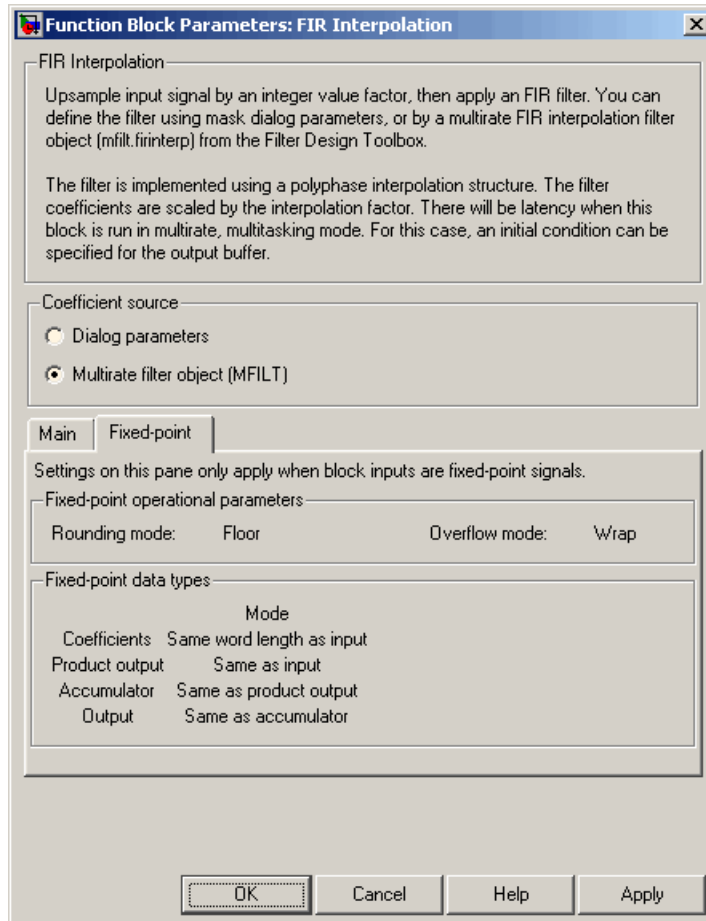 Function Block Parameters: FIR Interpolation
FIR Interpolation
Upsample input signal by an integer value factor, then apply an FIR filter. You can
define the filter using mask dialog parameters, or by a multirate FIR interpolation filter
object (mfilt.firinterp) from the Filter Design Toolbox.
The filter is implemented using a polyphase interpolation structure. The filter
coefficients are scaled by the interpolation factor. There will be latency when this
block is run in multirate, multitasking mode. For this case, an initial condition can be
specified for the output buffer.
Coefficient source
Dialog parameters
Multirate filter object (MFILT)
Main Fixed-point
Settings on this pane only apply when block inputs are fixed-point signals.
Fixed-point operational parameters
Rounding mode: Floor Overflow mode: Wrap
Fixed-point data types
Mode
Coefficients Same word length as input
Product output Same as input
Accumulator Same as product output
Output Same as accumulator
OK Cancel Help Apply